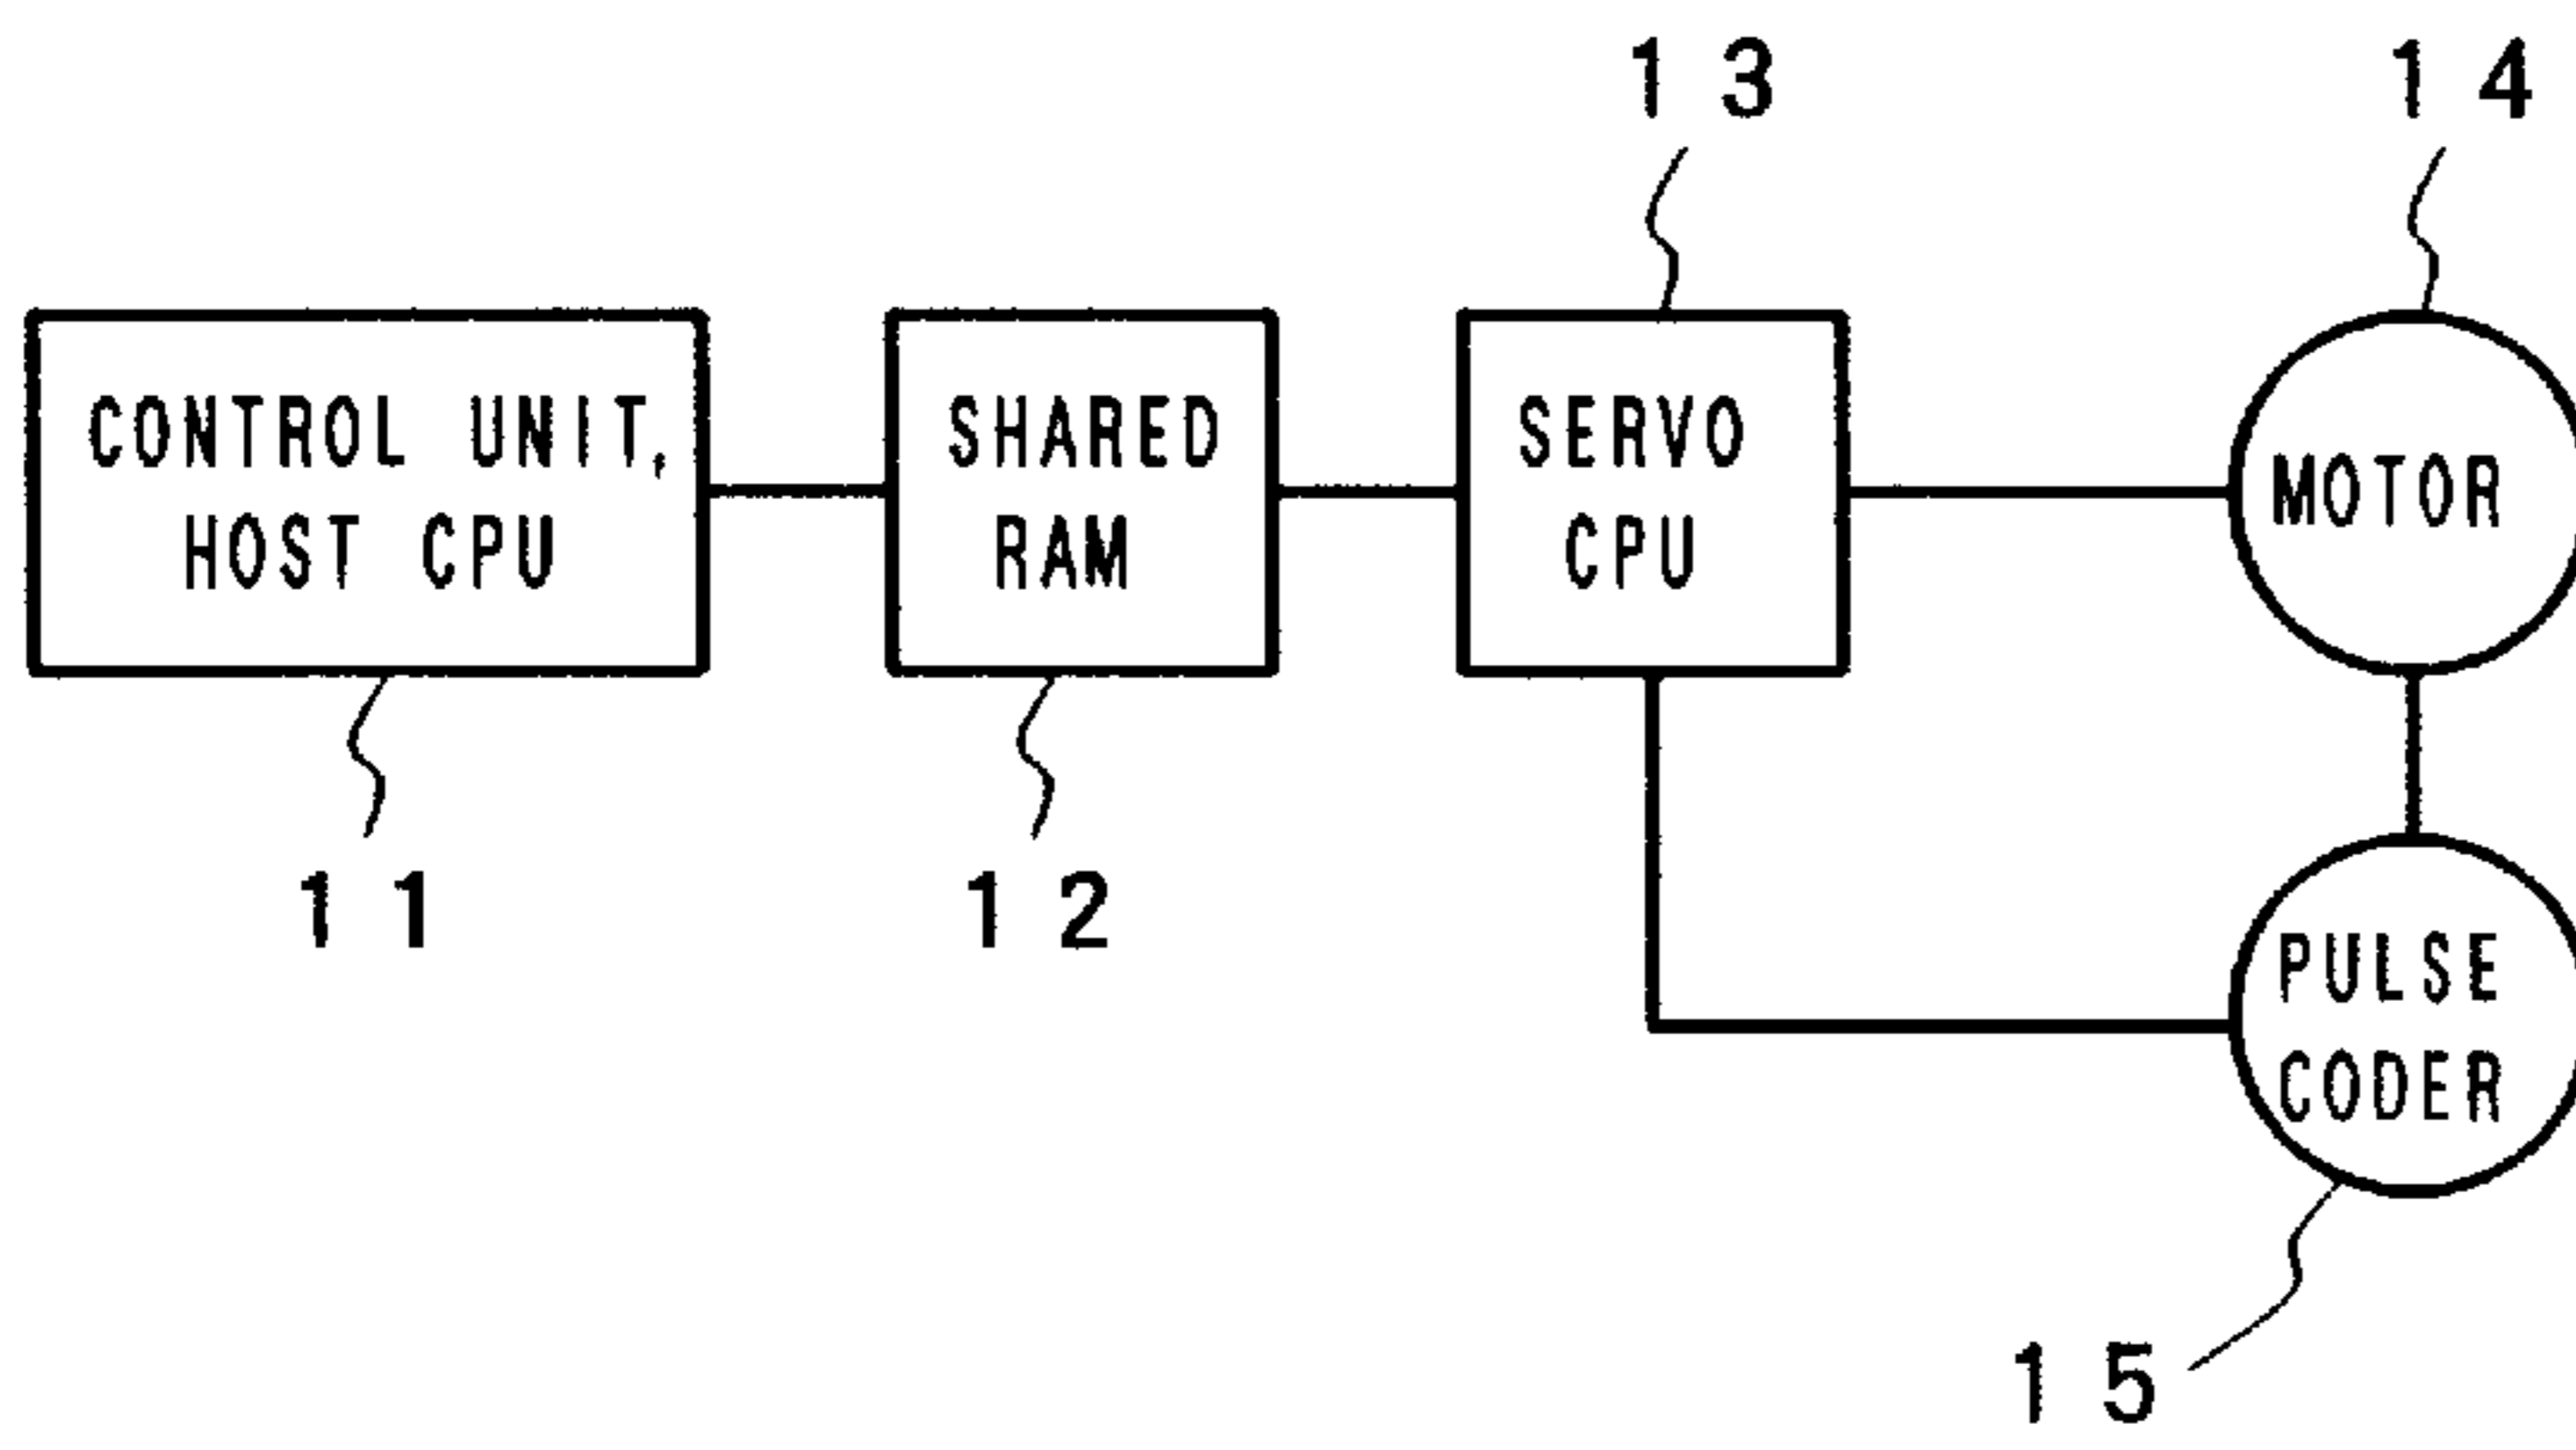 13
14
CONTROL UNIT,
HOST CPU
SHARED
RAM
SERVO
CPU
MOTOR
11
12
PULSE
CODER
15